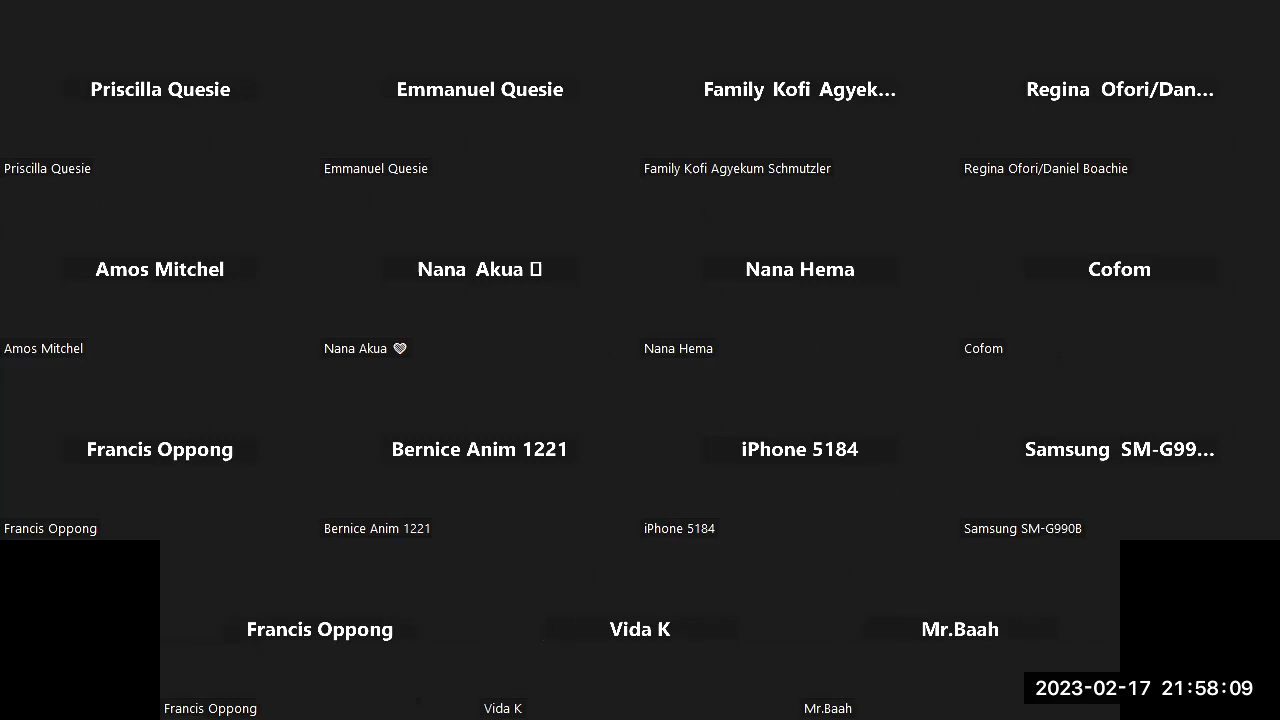 Priscilla Quesie
Emmanuel Quesie
Family Kofi Agyek...
Regina Ofori/Dan...
Priscilla Quesie
Emmanuel Quesie
Family Kofi Agyekum Schmutzler
Regina Ofori/Daniel Boachie
Amos Mitchel
Nana Akua
Nana Hema
Cofom
Amos Mitchel
Nana Akua 💖
Nana Hema
Cofom
Francis Oppong
Bernice Anim 1221
iPhone 5184
Samsung SM-G99...
Francis Oppong
Bernice Anim 1221
iPhone 5184
Samsung SM-G990B
Francis Oppong
Vida K
Mr.Baah
Francis Oppong
Vida K
Mr.Baah
2023-02-17 21:58:09